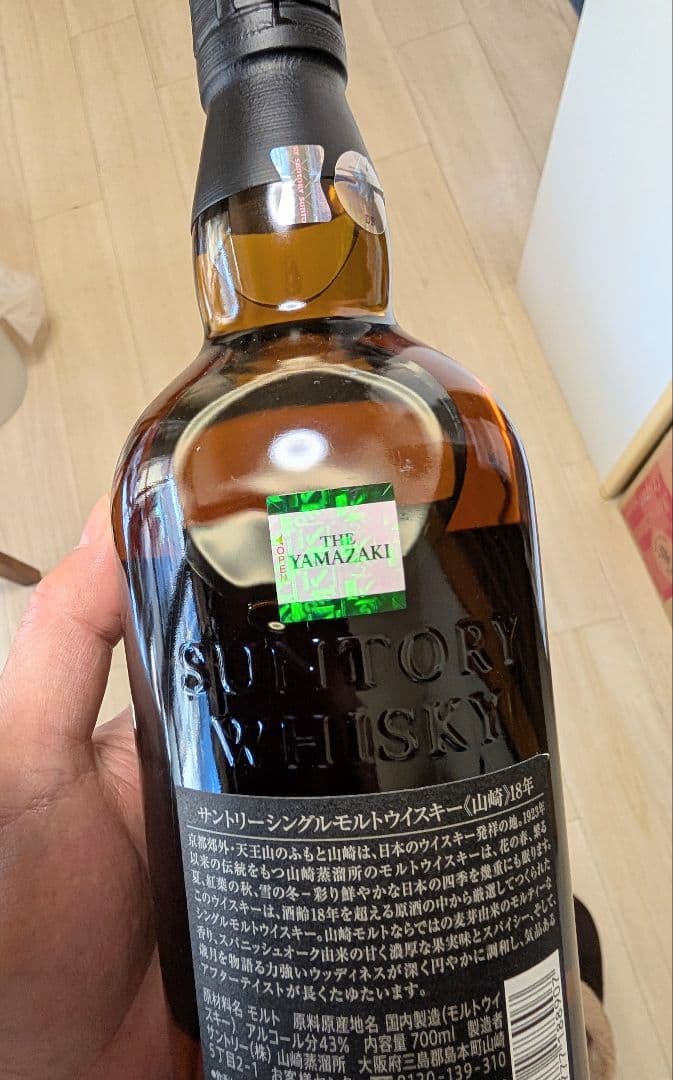 BY SUNTORY
THE
YAMAZAKI
OPEN
SUNTORY
WHISKY
サントリーシングルモルトウイスキー《山崎》18年
京都郊外・天王山のふもと山崎は、日本のウイスキー発祥の地。1923年
以来の伝統をもつ山崎蒸溜所のモルトウイスキーは、花の春、繁る
夏、紅葉の秋、雪の冬―彩り鮮やかな日本の四季を幾重にも眠ります。
このウイスキーは、酒齢18年を超える原酒の中から厳選してつくられた
シングルモルトウイスキー。山崎モルトならではの麦芽由来のモルティーな
香り、スパニッシュオーク由来の甘く濃厚な果実味とスパイシー、そして、
歳月を物語る力強いウッディネスが深く円やかに調和し、気品ある
アフターテイストが長くたゆたいます。
原材料名 モルト 原料原産地名 国内製造(モルトウイ
スキー) アルコール分43% 内容量 700ml 製造者
サントリー(株) 山崎蒸溜所 大阪府三島郡島本町山崎
5丁目2-1 お客様セン
0120-139-310